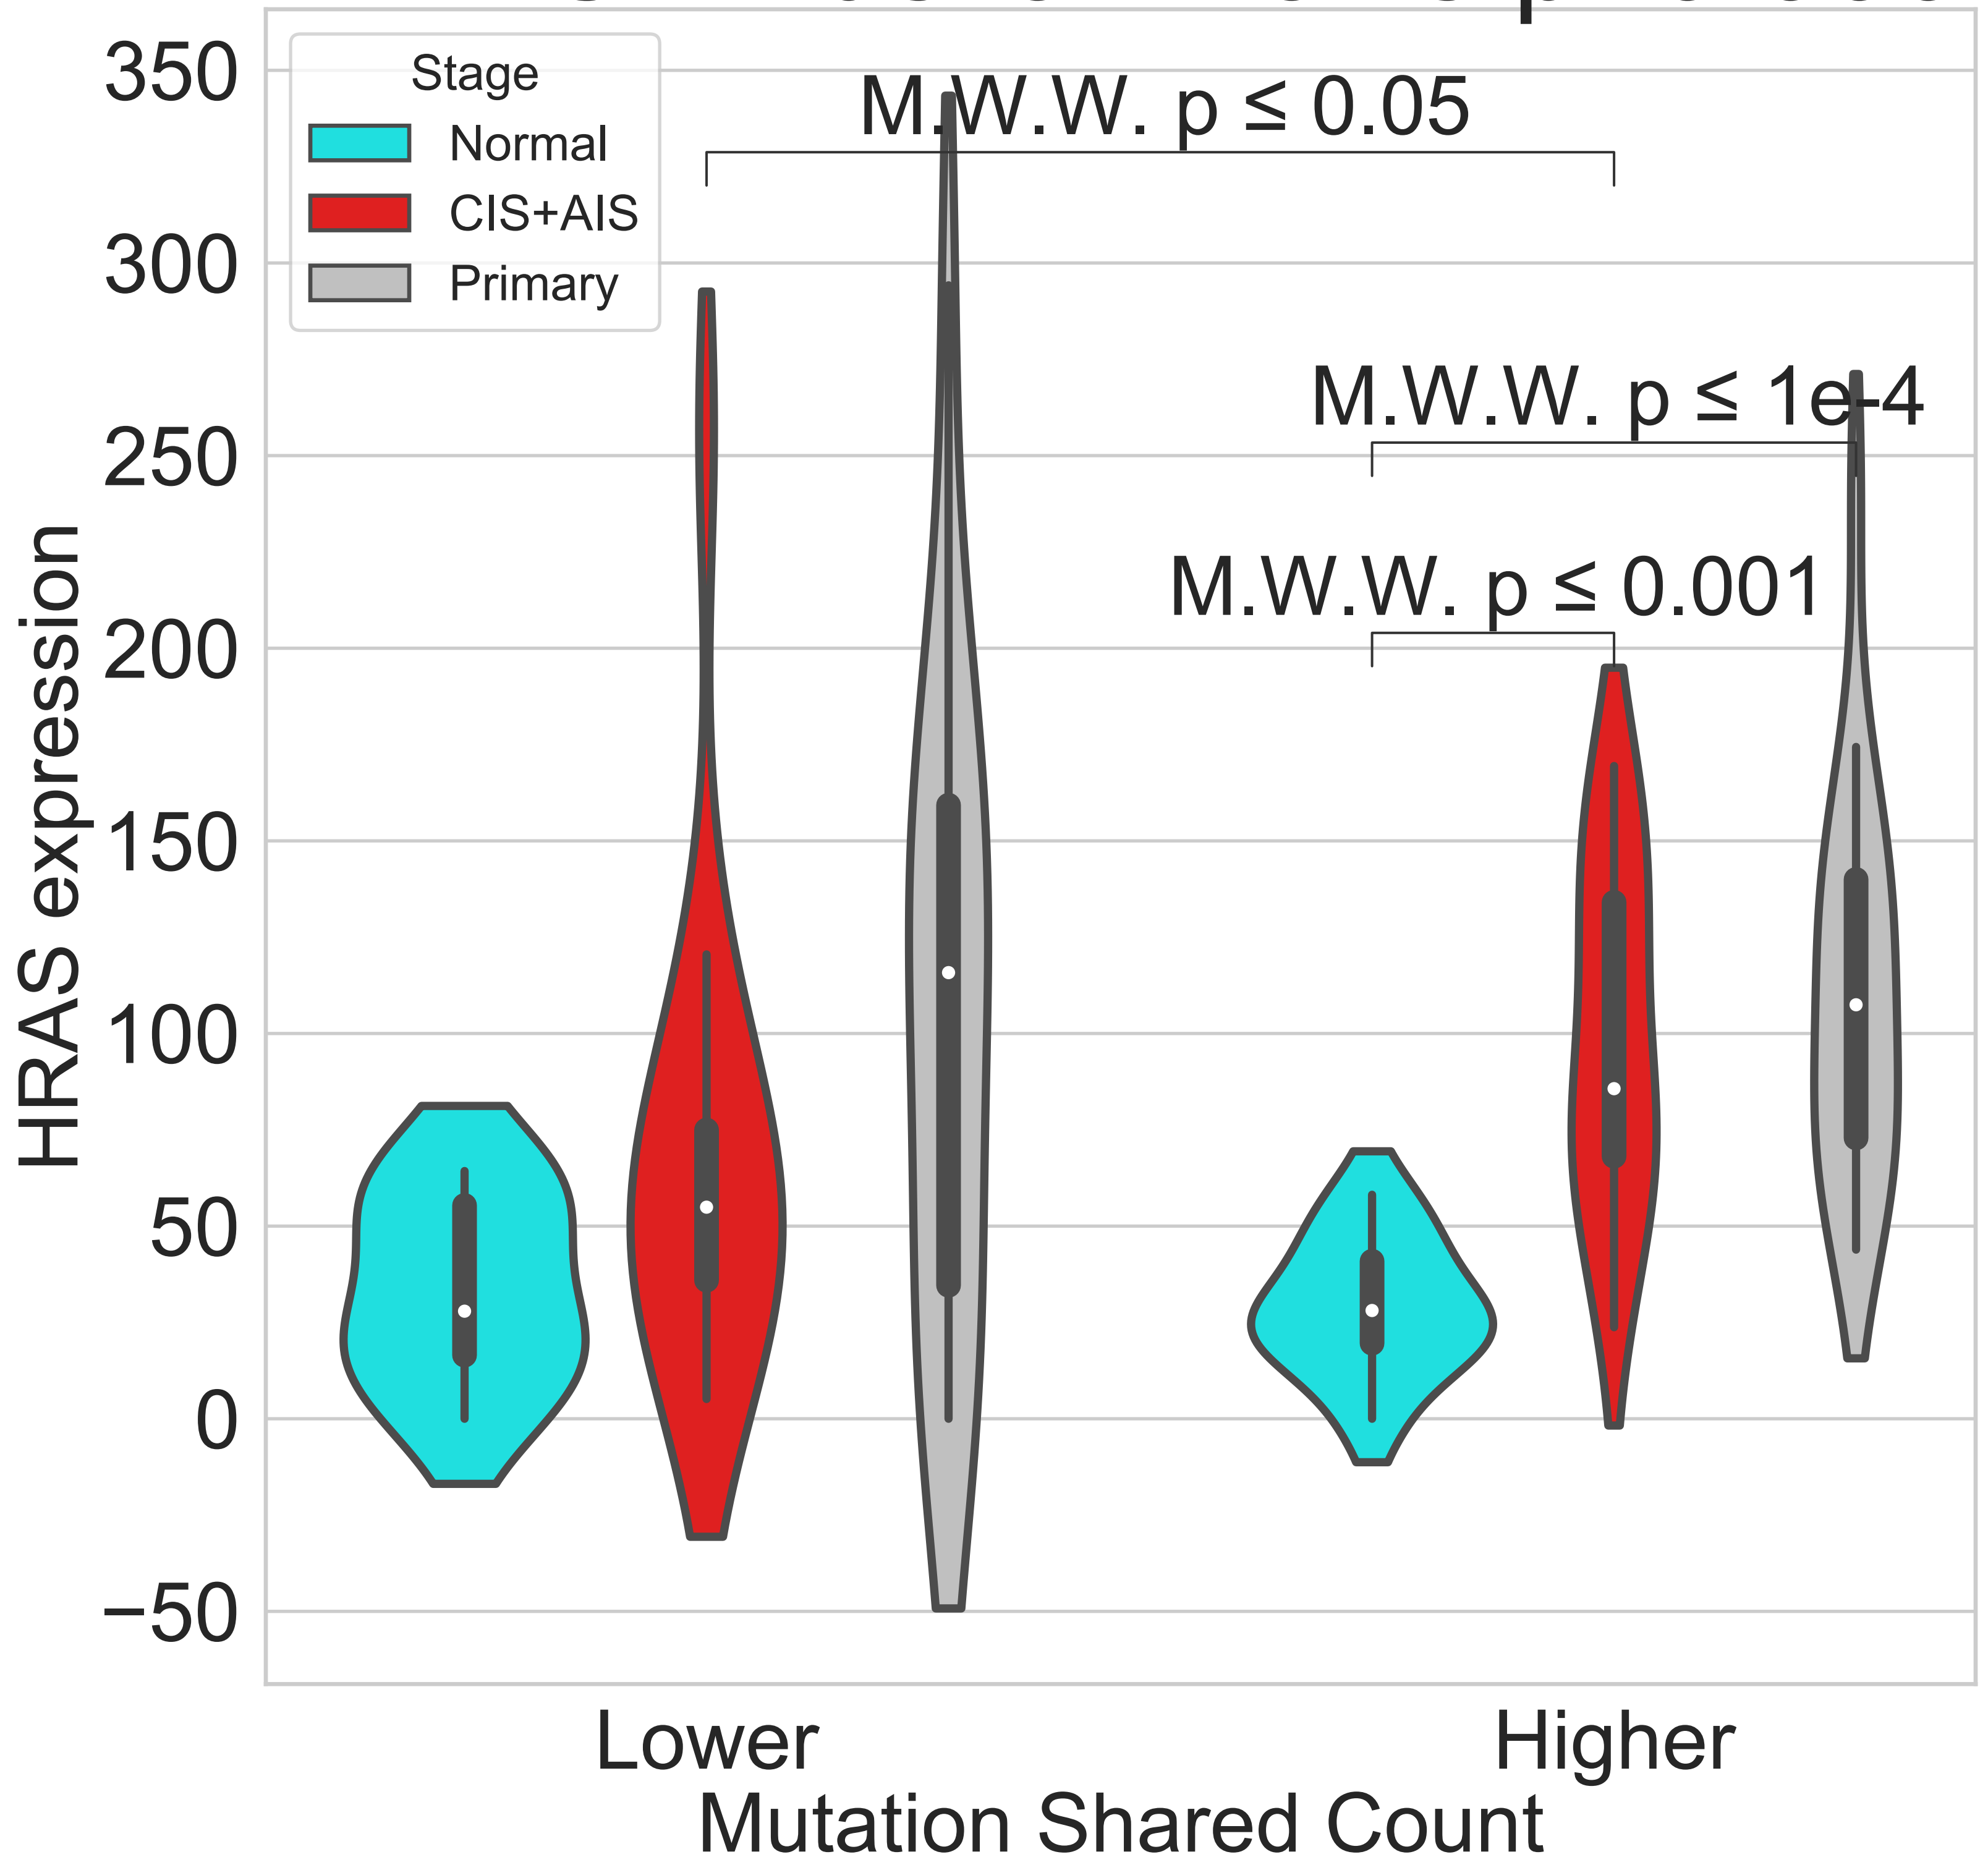 Stage
Normal
CIS+AIS
Primary
M.W.W. p ≤ 0.05
M.W.W. p ≤ 1e-4
M.W.W. p ≤ 0.001
350
300
250
200
150
100
50
0
−50
HRAS expression
Lower
Higher
Mutation Shared Count